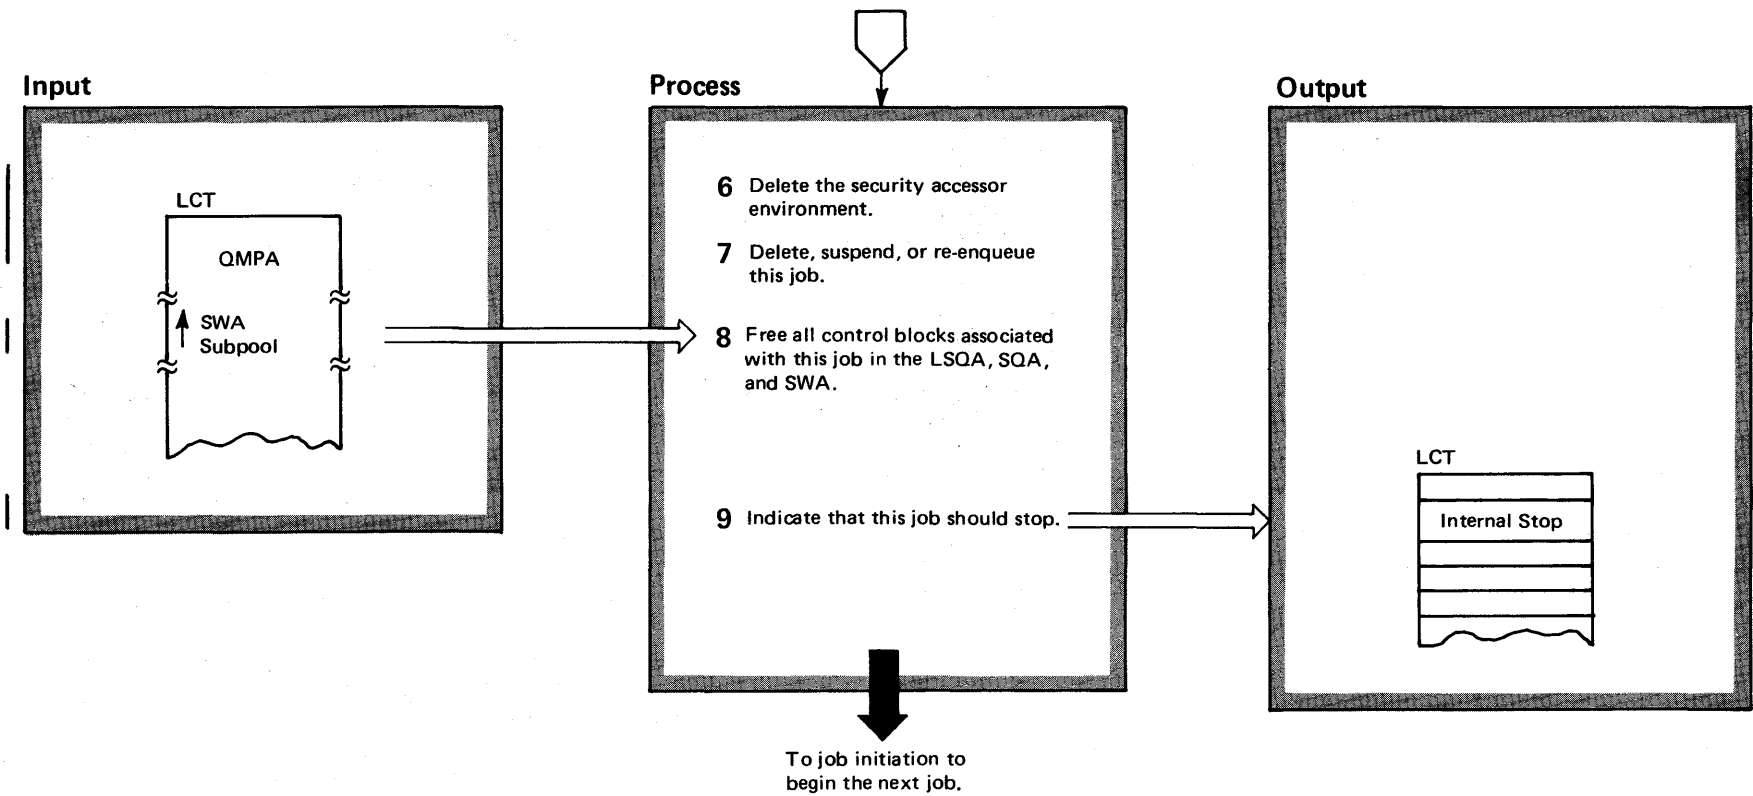 Input
LCT
QMPA
SWA
Subpool
Process
6 Delete the security accessor
environment.
7 Delete, suspend, or re-enqueue
this job.
8 Free all control blocks associated
with this job in the LSQA, SQA,
and SWA.
9 Indicate that this job should stop.
To job initiation to
begin the next job.
Output
LCT
Internal Stop